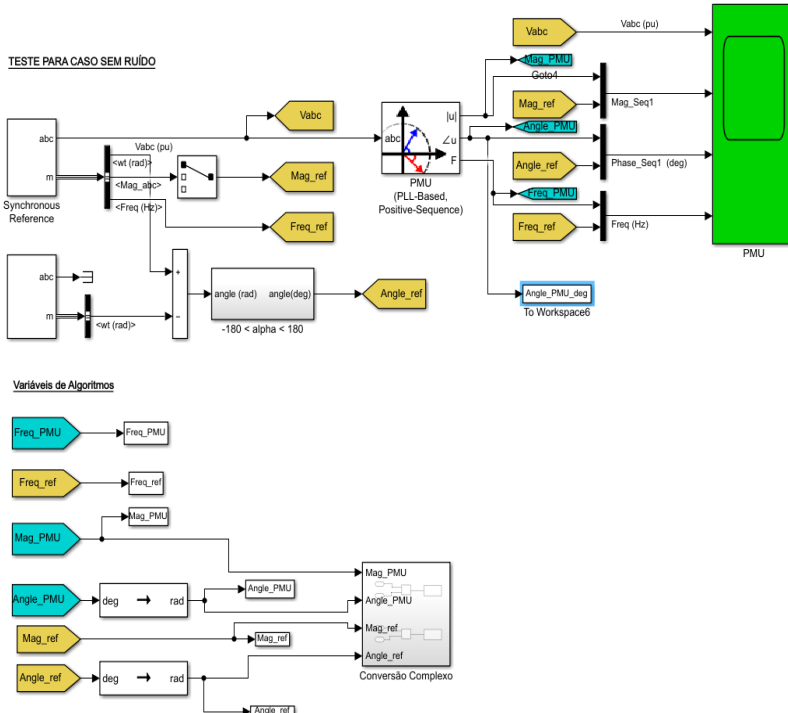 Vabc
Vabc (pu)
Mag_PMU
Goto4
TESTE PARA CASO SEM RUÍDO
Mag_ref
Mag_Seq1
Vabc
abc
|u|
∠u
F
Angle_PMU
abc
m
Vabc (pu)
<wt (rad)>
<Mag_abc>
<Freq (Hz)>
Mag_ref
Angle_ref
Phase_Seq1 (deg)
PMU
(PLL-Based,
Positive-Sequence)
Freq_PMU
Synchronous
Reference
Freq_ref
Freq_ref
Freq (Hz)
PMU
abc
m
<wt (rad)>
+
−
angle (rad)
angle(deg)
-180 < alpha < 180
Angle_ref
Angle_PMU_deg
To Workspace6
Variáveis de Algoritmos
Freq_PMU
Freq_PMU
Freq_ref
Freq_ref
Mag_PMU
Mag_PMU
Mag_PMU
Angle_PMU
deg → rad
Angle_PMU
Angle_PMU
Mag_ref
Mag_ref
Mag_ref
Angle_ref
deg → rad
Angle_ref
Conversão Complexo
Angle_ref